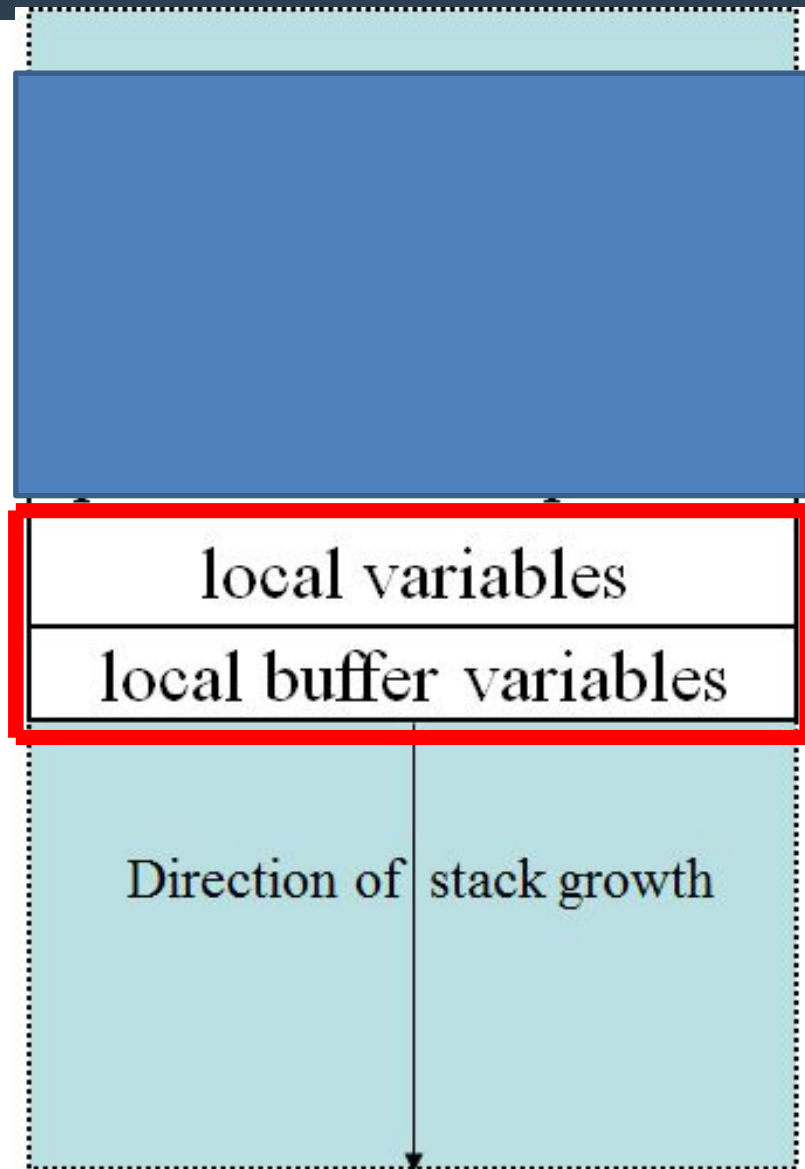 local variables
local buffer variables
Direction of stack growth